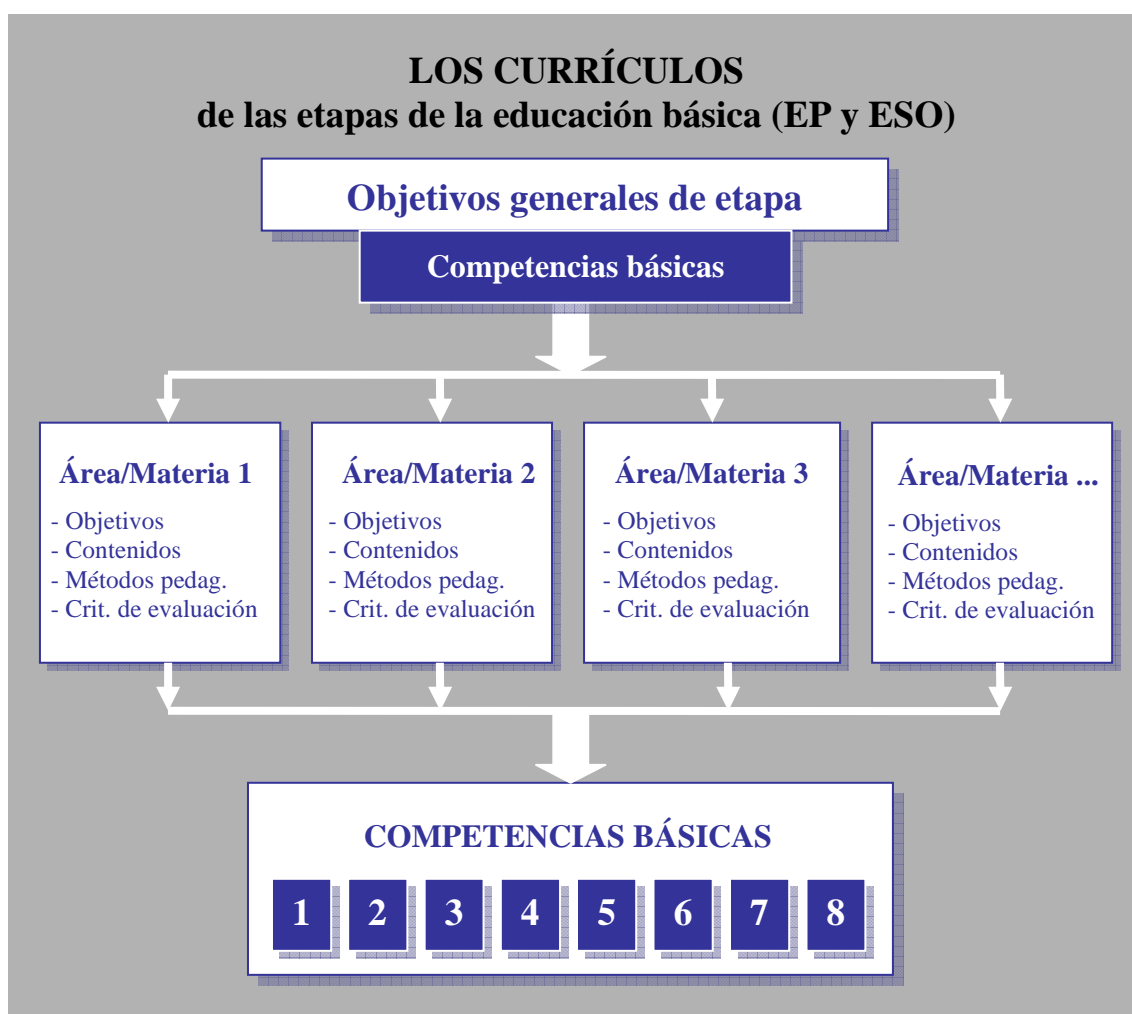 LOS CURRÍCULOS
de las etapas de la educación básica (EP y ESO)
Objetivos generales de etapa
Competencias básicas
Área/Materia 1
- Objetivos
- Contenidos
- Métodos pedag.
- Crit. de evaluación
Área/Materia 2
- Objetivos
- Contenidos
- Métodos pedag.
- Crit. de evaluación
Área/Materia 3
- Objetivos
- Contenidos
- Métodos pedag.
- Crit. de evaluación
Área/Materia ...
- Objetivos
- Contenidos
- Métodos pedag.
- Crit. de evaluación
COMPETENCIAS BÁSICAS
1 2 3 4 5 6 7 8